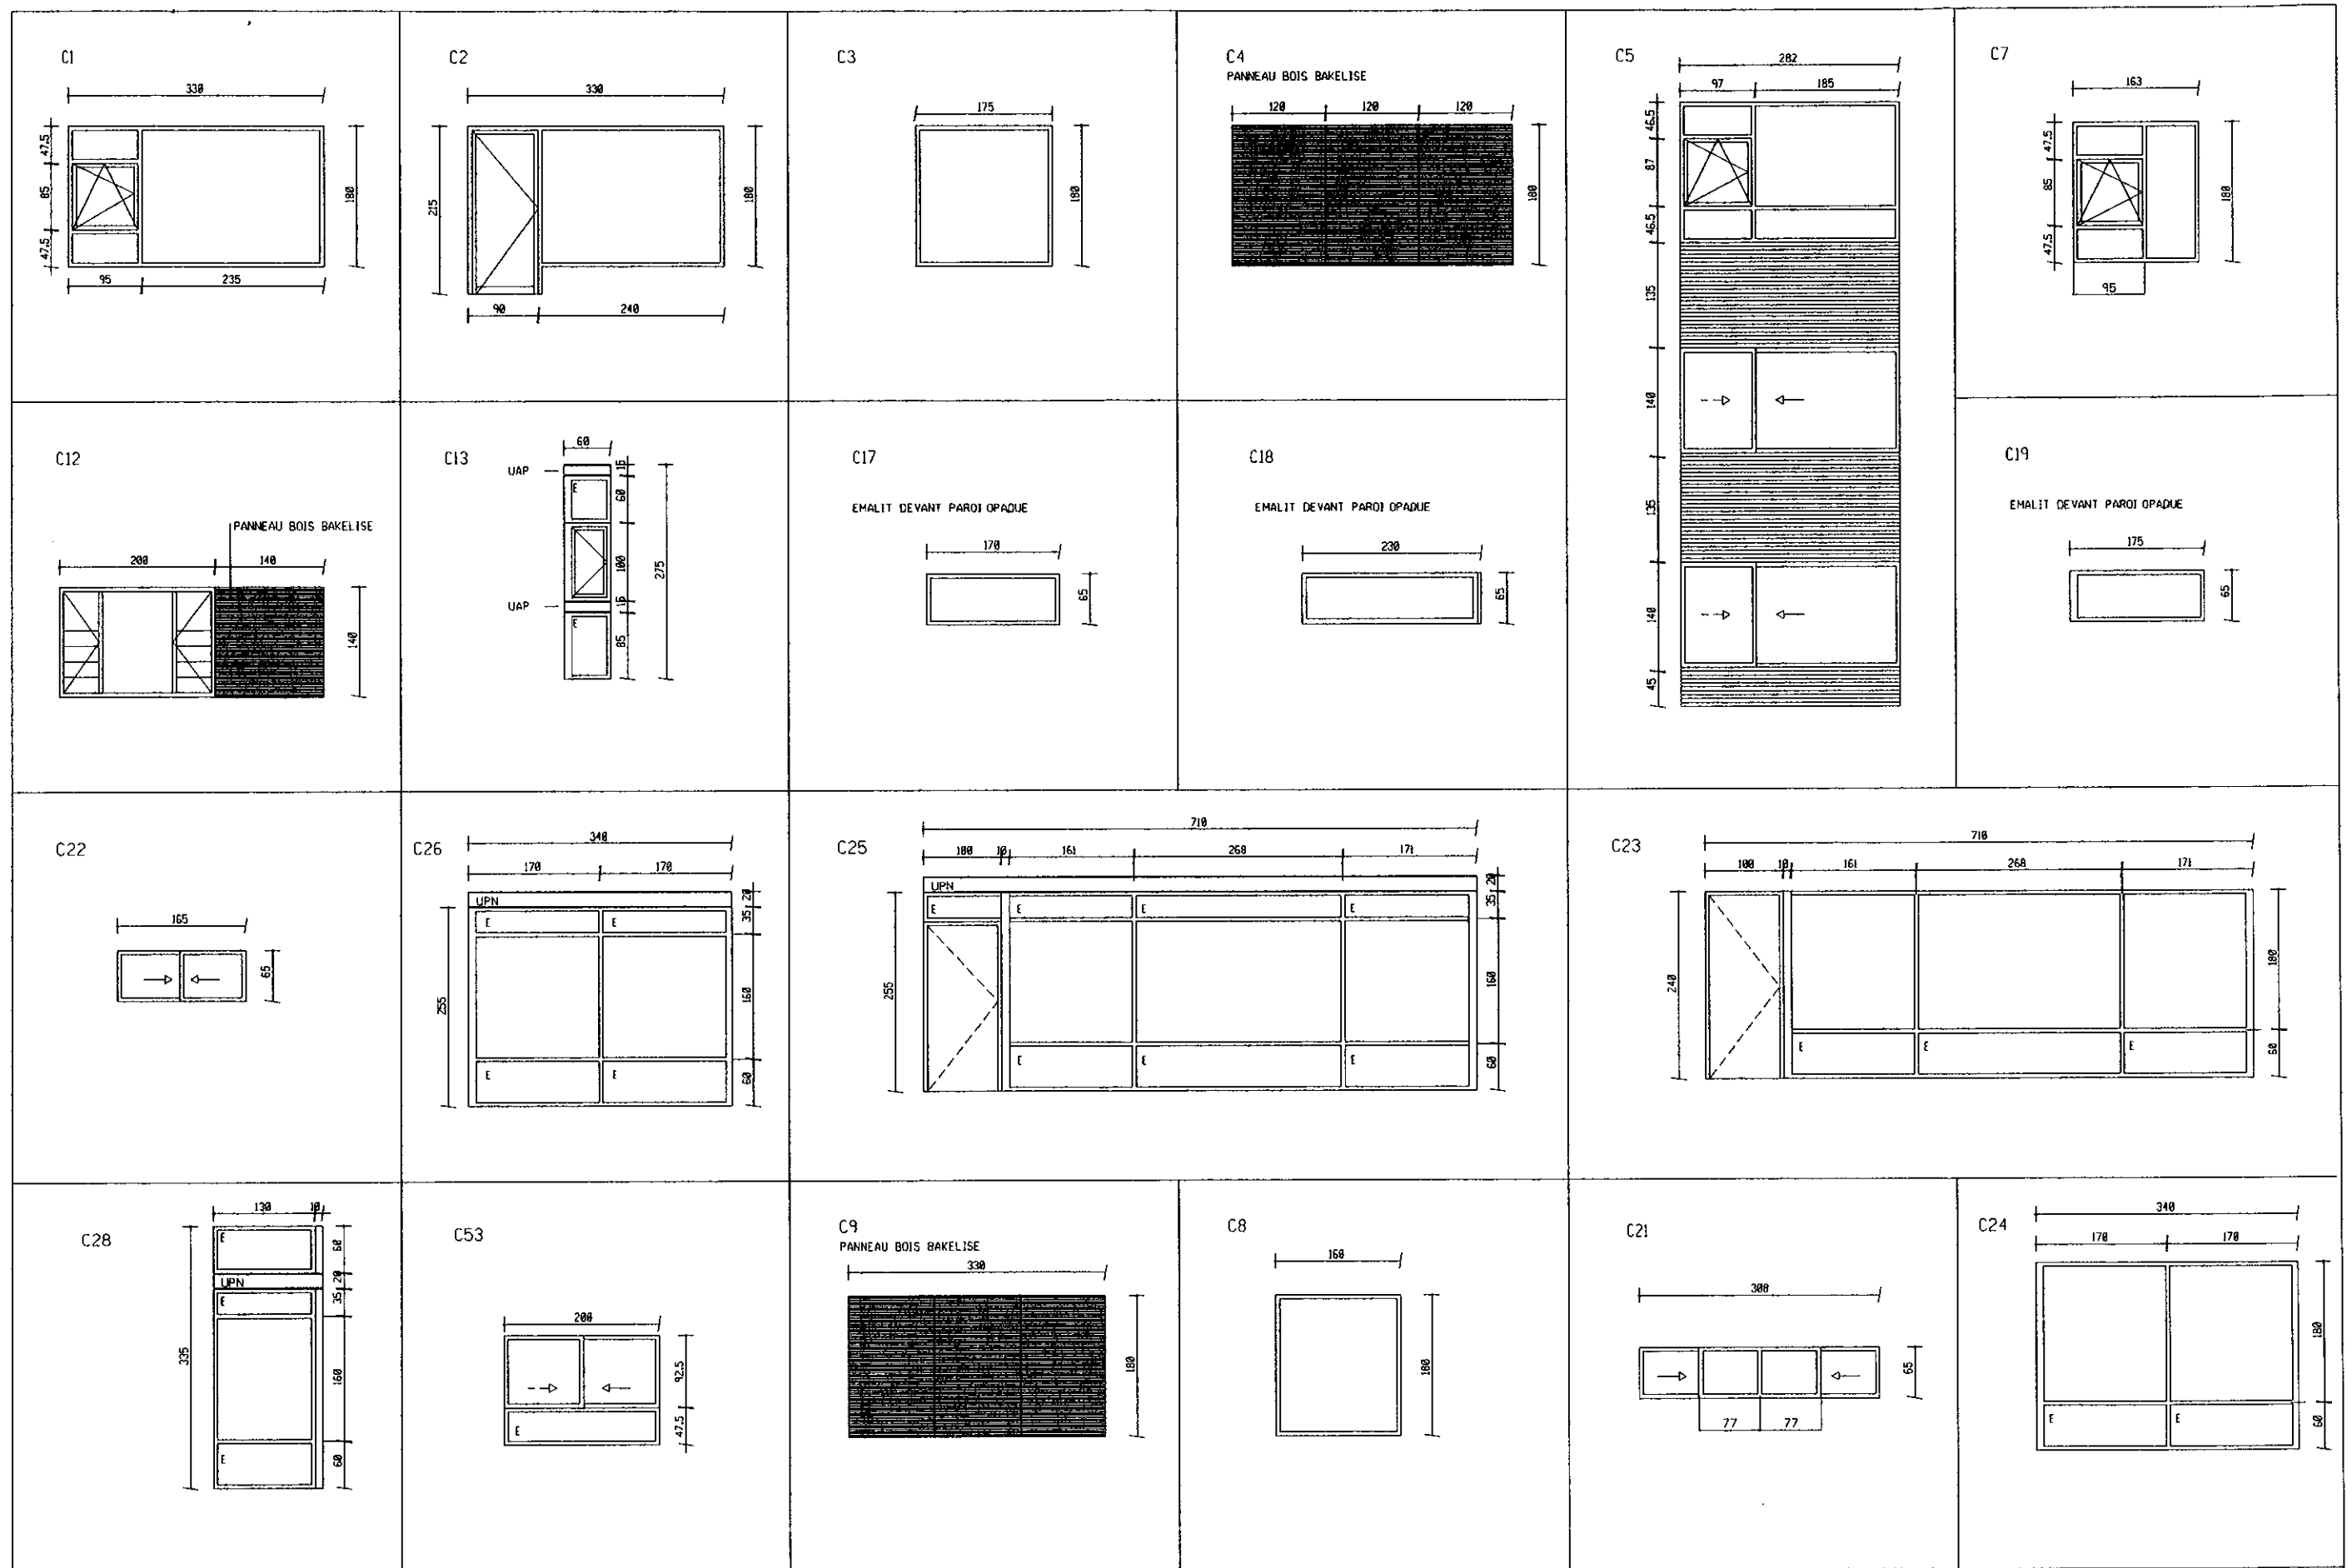 C1
330
47.5
85
47.5
180
95
235
C2
330
215
180
90
240
C3
175
180
C4
PANNEAU BOIS BAKELISE
120
120
120
180
C5
282
97
185
46.5
87
46.5
135
140
135
140
45
C7
163
47.5
85
47.5
180
95
C12
PANNEAU BOIS BAKELISE
200
140
140
C13
60
UAP
15
E
60
100
275
UAP
15
E
85
C17
EMALIT DEVANT PAROI OPAQUE
170
65
C18
EMALIT DEVANT PAROI OPAQUE
230
65
C19
EMALIT DEVANT PAROI OPAQUE
175
65
C22
165
65
C26
340
170
170
UPN
20
E
E
35
255
160
E
E
60
C25
710
100
10
161
268
171
UPN
20
E
E
E
E
35
255
160
E
E
E
60
C23
710
100
10
161
268
171
240
180
E
E
E
60
C28
130
10
E
60
UPN
20
E
35
335
160
E
60
C53
200
92.5
E
47.5
C9
PANNEAU BOIS BAKELISE
330
180
C8
160
180
C21
300
65
77
77
C24
340
170
170
180
E
E
60